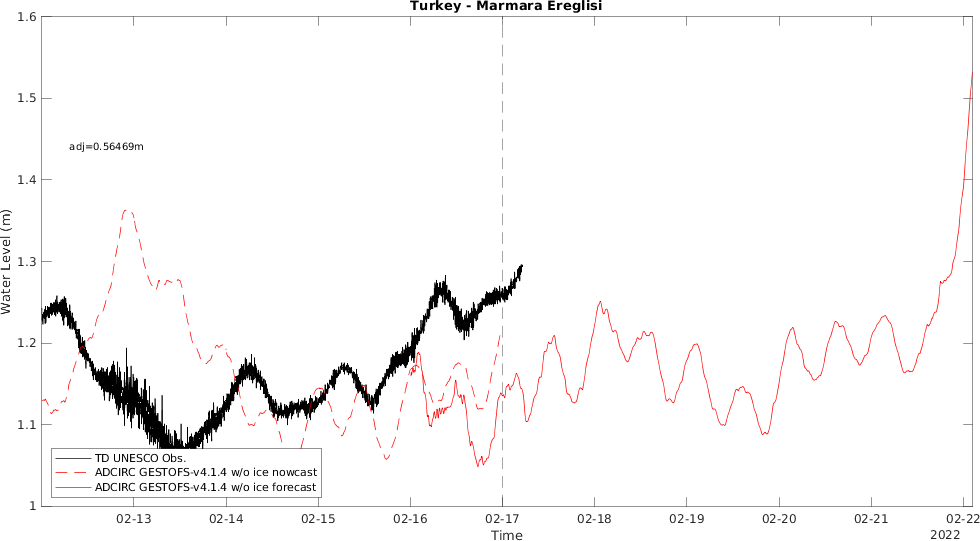 Turkey - Marmara Ereglisi
1.6
1.5
1.4
1.3
1.2
1.1
1
Water Level (m)
adj=0.56469m
TD UNESCO Obs.
ADCIRC GESTOFS-v4.1.4 w/o ice nowcast
ADCIRC GESTOFS-v4.1.4 w/o ice forecast
02-13 02-14 02-15 02-16 02-17 02-18 02-19 02-20 02-21 02-22
Time
2022